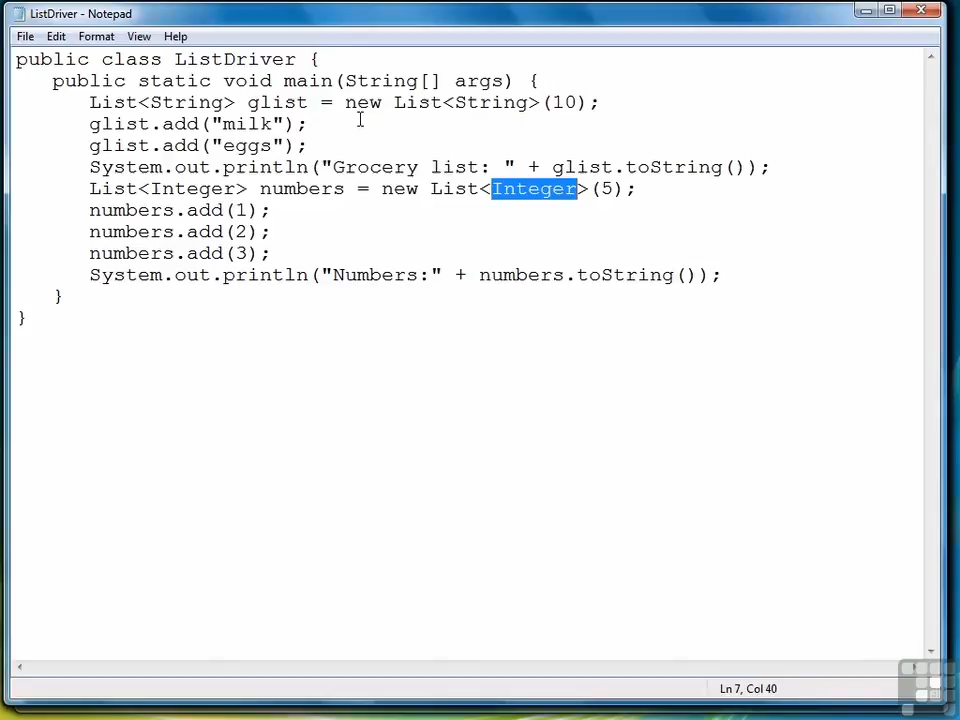 ListDriver - Notepad
File Edit Format View Help
public class ListDriver {
public static void main(String[] args) {
List<String> glist = new List<String>(10);
glist.add("milk");
glist.add("eggs");
System.out.println("Grocery list: " + glist.toString());
List<Integer> numbers = new List<Integer>(5);
numbers.add(1);
numbers.add(2);
numbers.add(3);
System.out.println("Numbers:" + numbers.toString());
}
}
Ln 7, Col 40